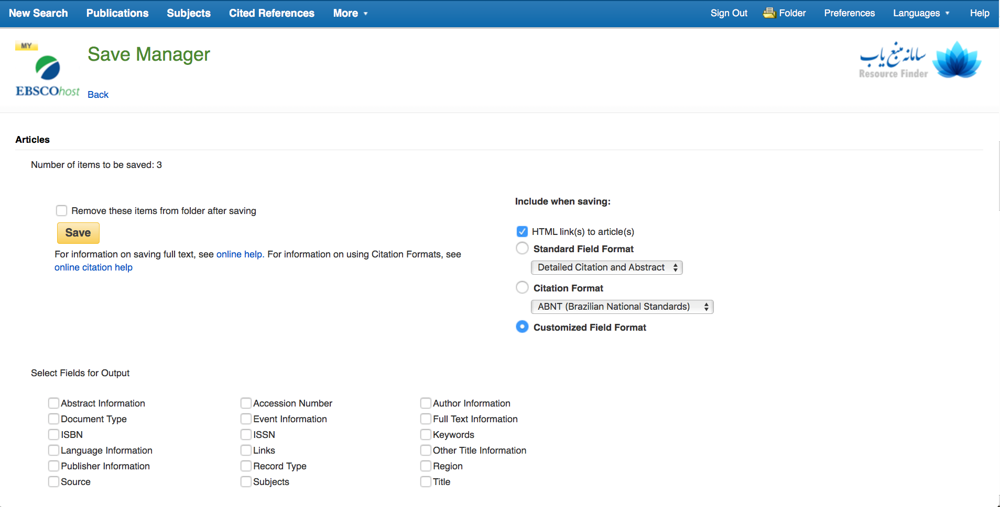 New Search Publications Subjects Cited References More Sign Out Folder Preferences Languages Help
MY
EBSCOhost
Save Manager
Back
سامانه منبع یاب
Resource Finder
Articles
Number of items to be saved: 3
Remove these items from folder after saving
Save
For information on saving full text, see online help. For information on using Citation Formats, see
online citation help
Include when saving:
HTML link(s) to article(s)
Standard Field Format
Detailed Citation and Abstract
Citation Format
ABNT (Brazilian National Standards)
Customized Field Format
Select Fields for Output
Abstract Information Accession Number Author Information
Document Type Event Information Full Text Information
ISBN ISSN Keywords
Language Information Links Other Title Information
Publisher Information Record Type Region
Source Subjects Title